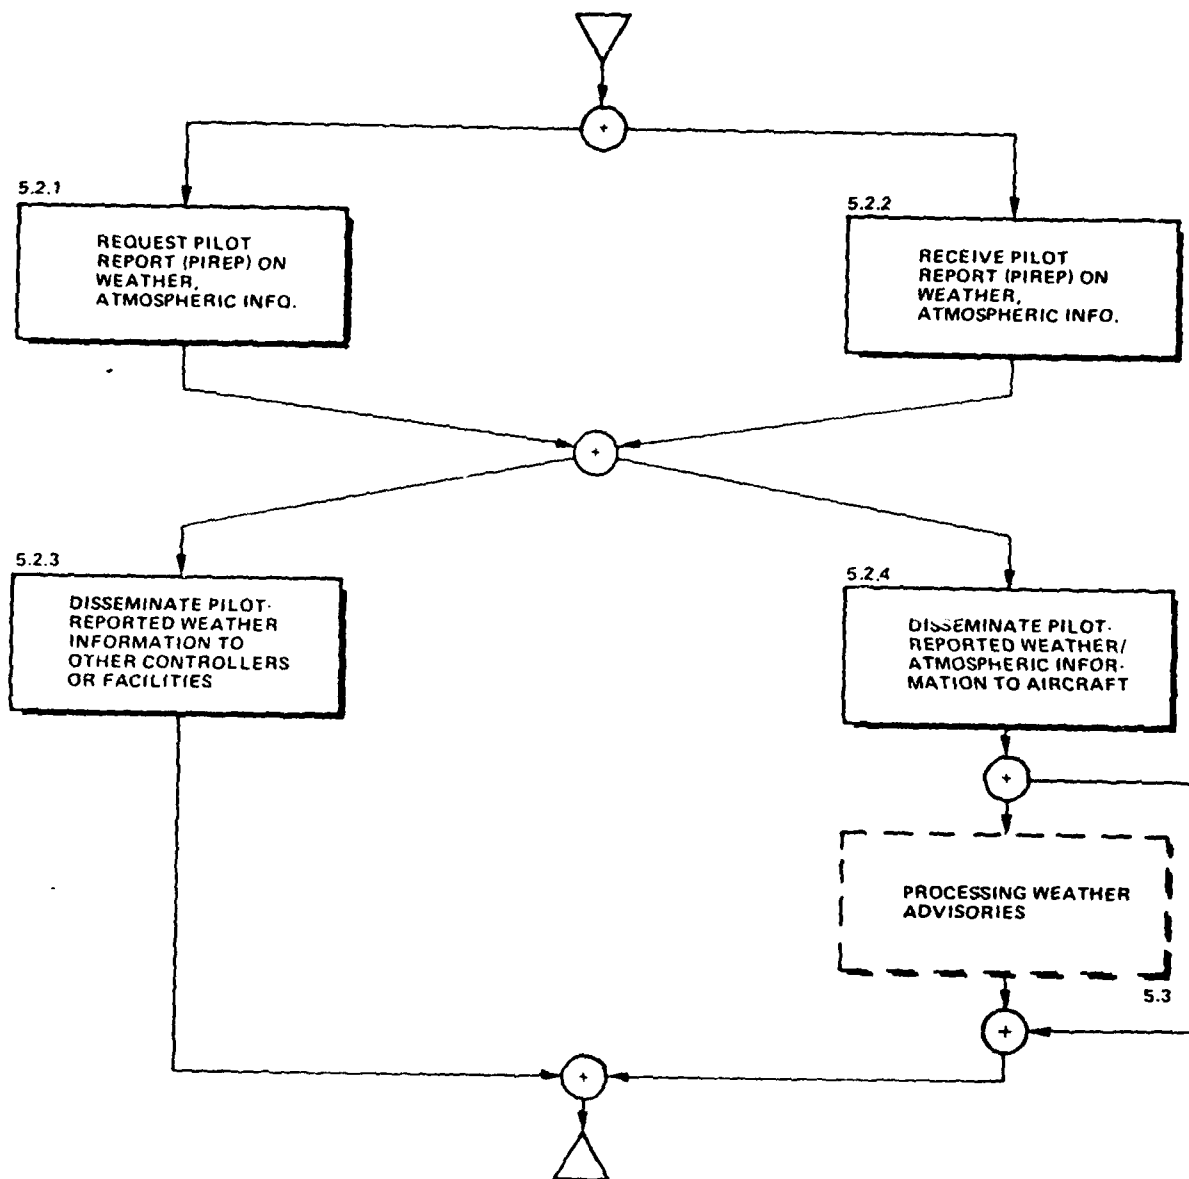 +
5.2.1
REQUEST PILOT
REPORT (PIREP) ON
WEATHER,
ATMOSPHERIC INFO.
5.2.2
RECEIVE PILOT
REPORT (PIREP) ON
WEATHER,
ATMOSPHERIC INFO.
+
5.2.3
DISSEMINATE PILOT-
REPORTED WEATHER
INFORMATION TO
OTHER CONTROLLERS
OR FACILITIES
5.2.4
DISSEMINATE PILOT-
REPORTED WEATHER/
ATMOSPHERIC INFOR-
MATION TO AIRCRAFT
+
PROCESSING WEATHER
ADVISORIES
5.3
+
+